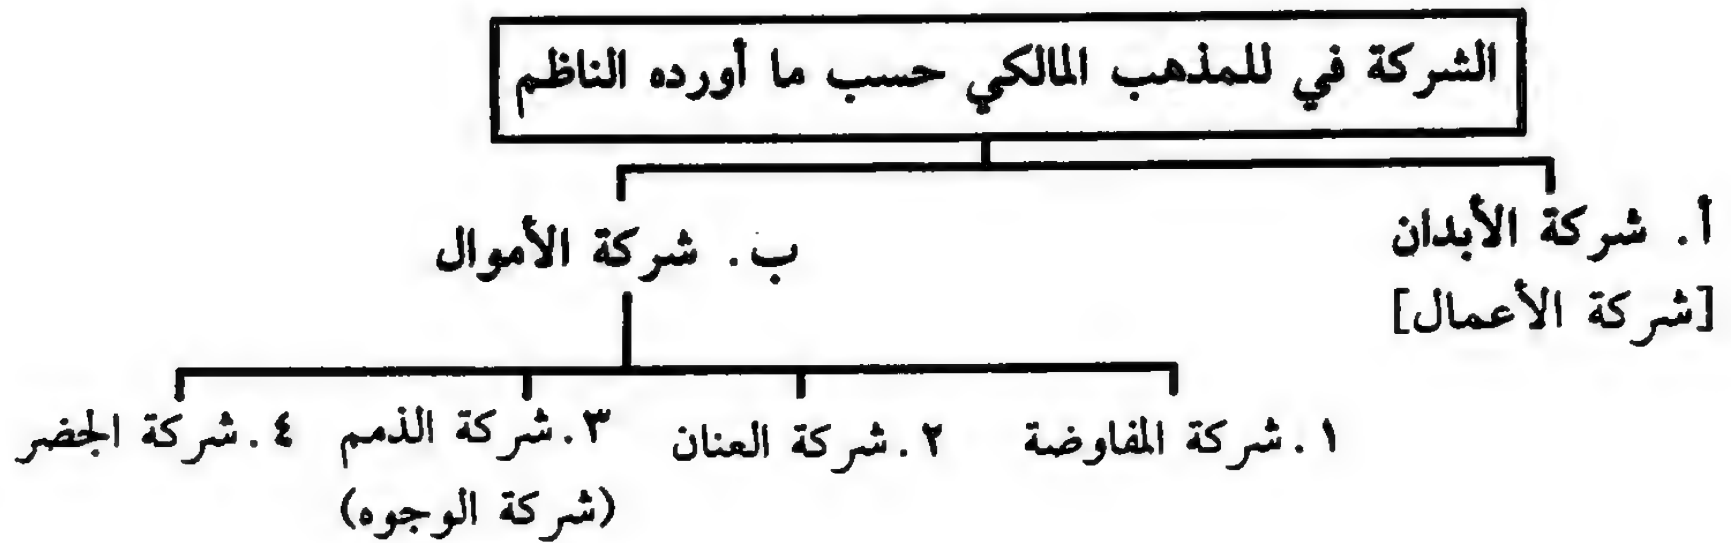 الشركة في للمذهب المالكي حسب ما أورده الناظم
أ. شركة الأبدان
[شركة الأعمال]
ب. شركة الأموال
١. شركة المفاوضة
٢. شركة العنان
٣. شركة الذمم
(شركة الوجوه)
٤. شركة الجضر